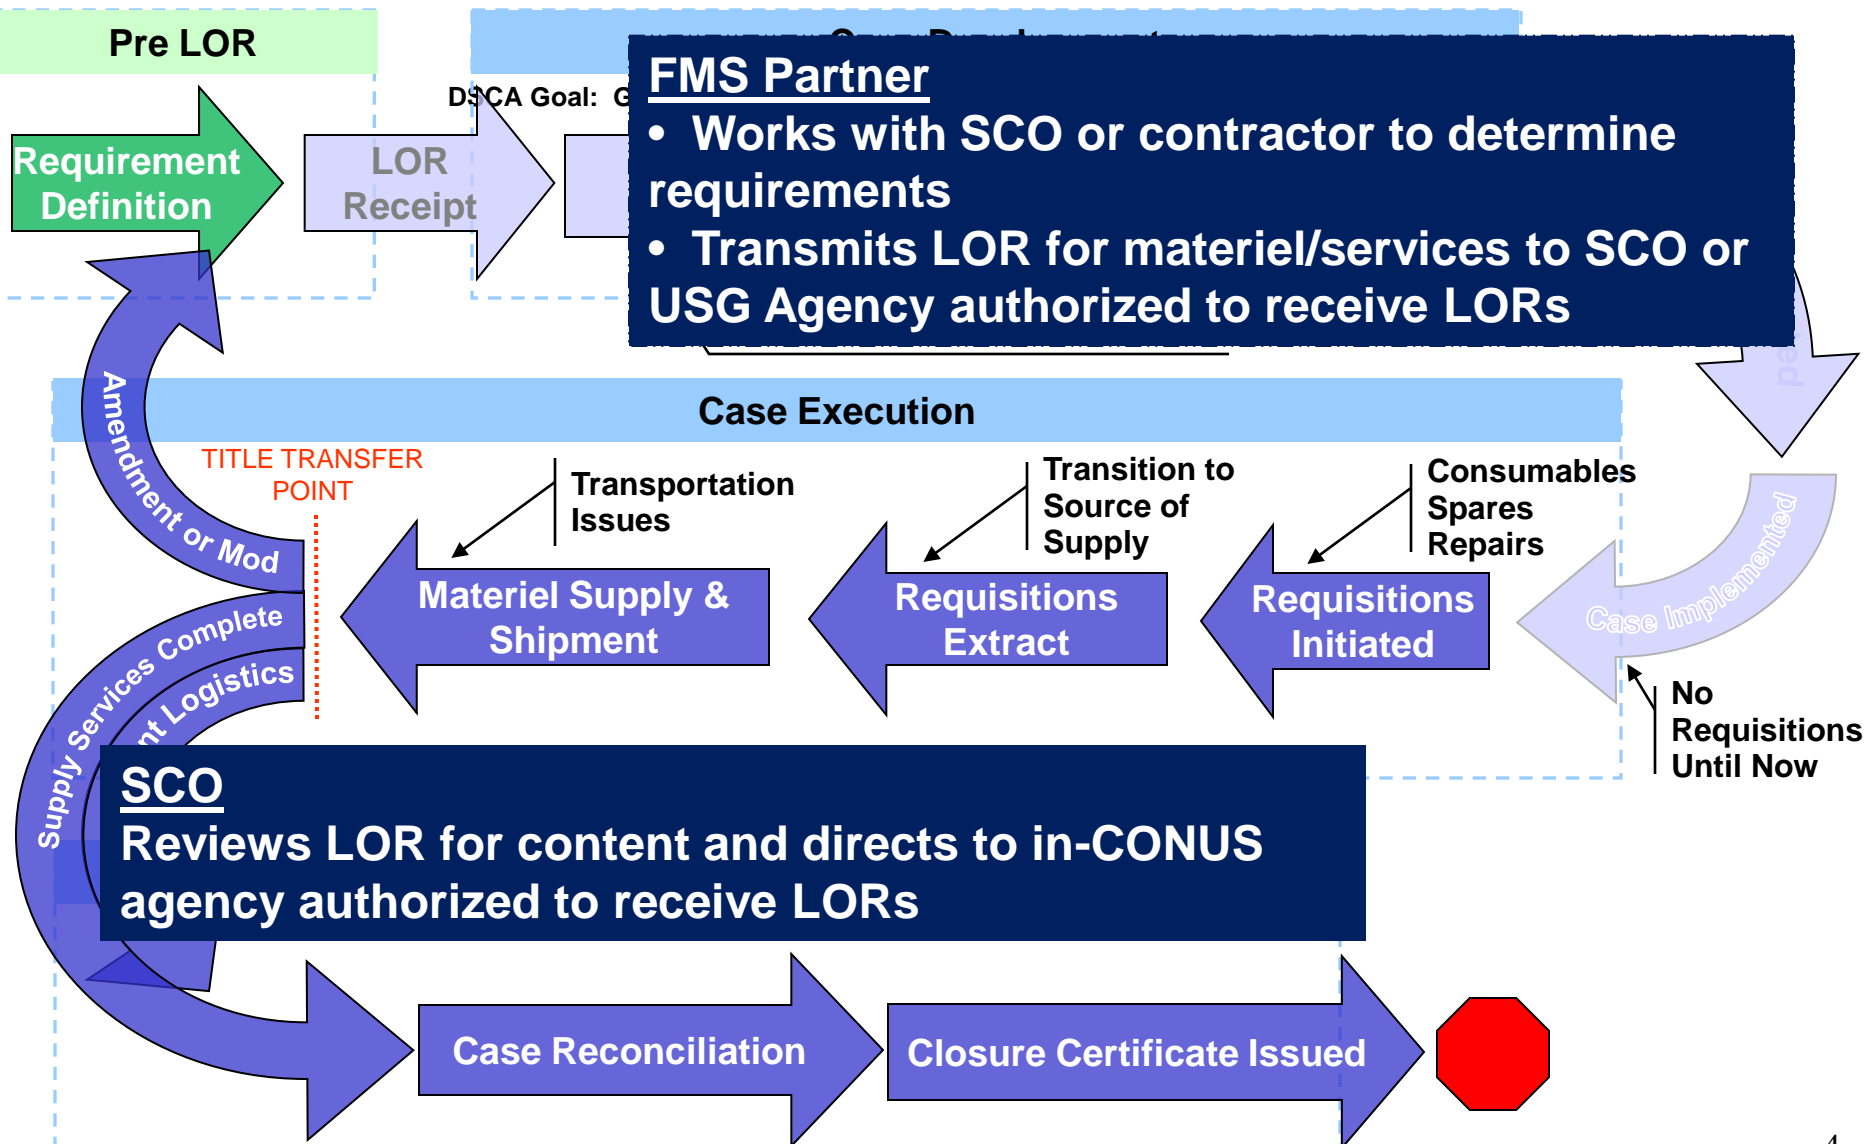 Pre LOR
DSCA Goal: G
FMS Partner
• Works with SCO or contractor to determine
requirements
• Transmits LOR for materiel/services to SCO or
USG Agency authorized to receive LORs
Requirement
Definition
LOR
Receipt
Case Execution
Amendment or Mod
TITLE TRANSFER
POINT
Transportation
Issues
Transition to
Source of
Supply
Consumables
Spares
Repairs
Materiel Supply &
Shipment
Requisitions
Extract
Requisitions
Initiated
Case Implemented
No
Requisitions
Until Now
Supply Services Complete
nt Logistics
SCO
Reviews LOR for content and directs to in-CONUS
agency authorized to receive LORs
Case Reconciliation
Closure Certificate Issued
4